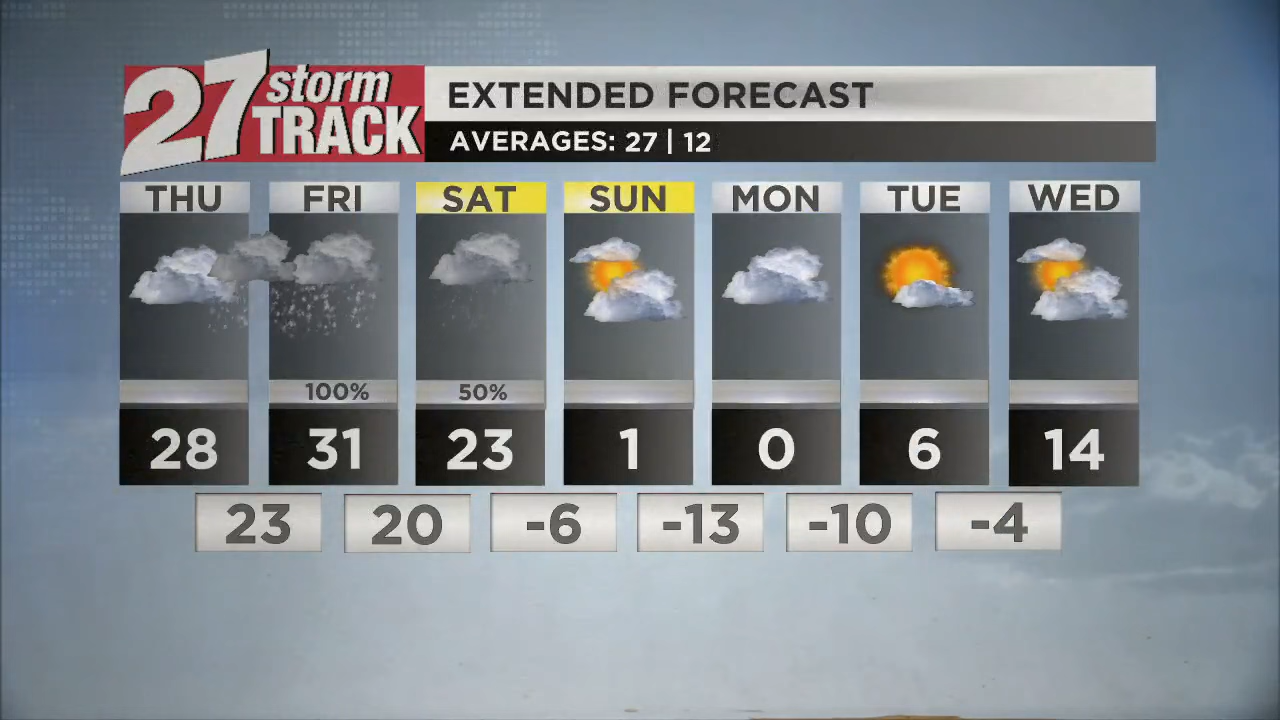 27 storm TRACK
EXTENDED FORECAST
AVERAGES: 27 | 12
THU FRI SAT SUN MON TUE WED
100% 50%
28 31 23 1 0 6 14
23 20 -6 -13 -10 -4